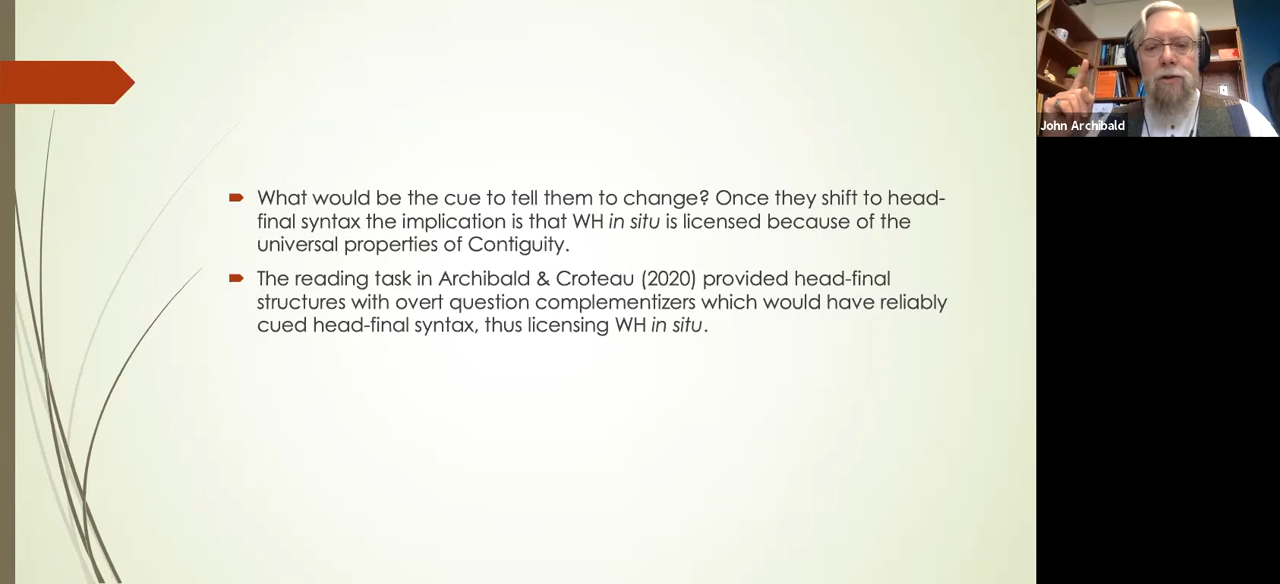 What would be the cue to tell them to change? Once they shift to head-
final syntax the implication is that WH in situ is licensed because of the
universal properties of Contiguity.
The reading task in Archibald & Croteau (2020) provided head-final
structures with overt question complementizers which would have reliably
cued head-final syntax, thus licensing WH in situ.
John Archibald